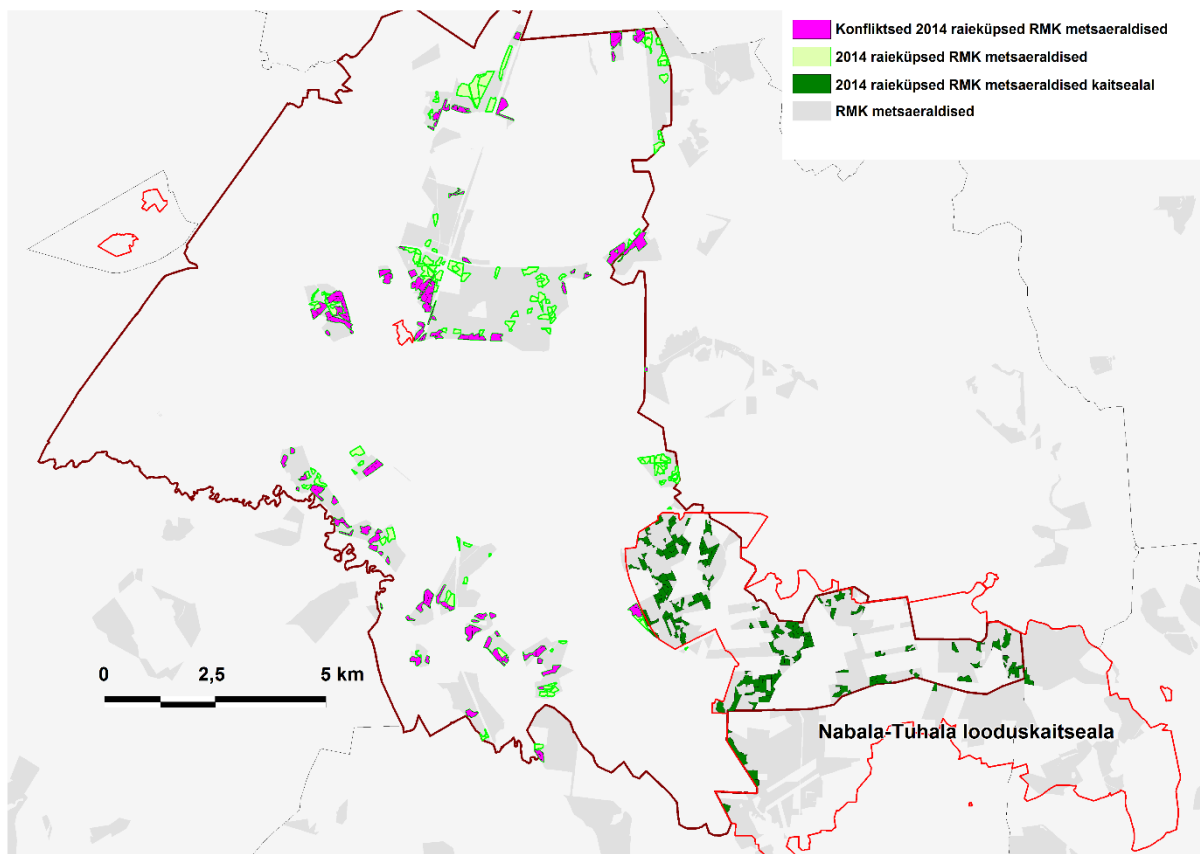 Konfliktsed 2014 raieküpsed RMK metsaeraldised
2014 raieküpsed RMK metsaeraldised
2014 raieküpsed RMK metsaeraldised kaitsealal
RMK metsaeraldised
0 2,5 5 km
Nabala-Tuhala looduskaitseala